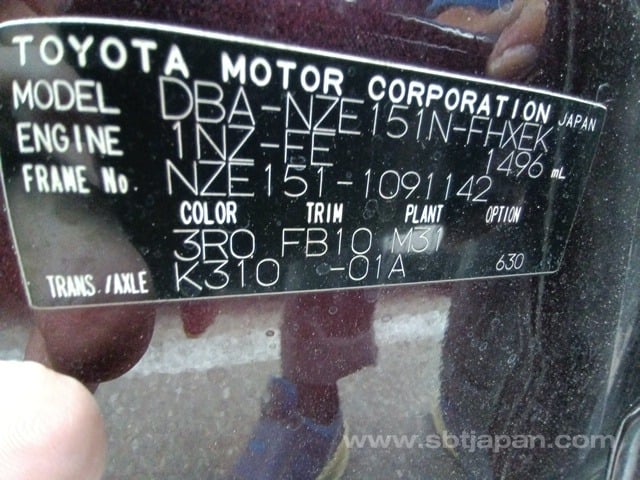 TOYOTA MOTOR CORPORATION JAPAN
MODEL DBA-NZE151N-FHXEK
ENGINE 1NZ-FE 1496 mL
FRAME No. NZE151-1091142
COLOR TRIM PLANT OPTION
3R0 FB10 M31
TRANS./AXLE K310 -01A 630
www.sbtjapan.com